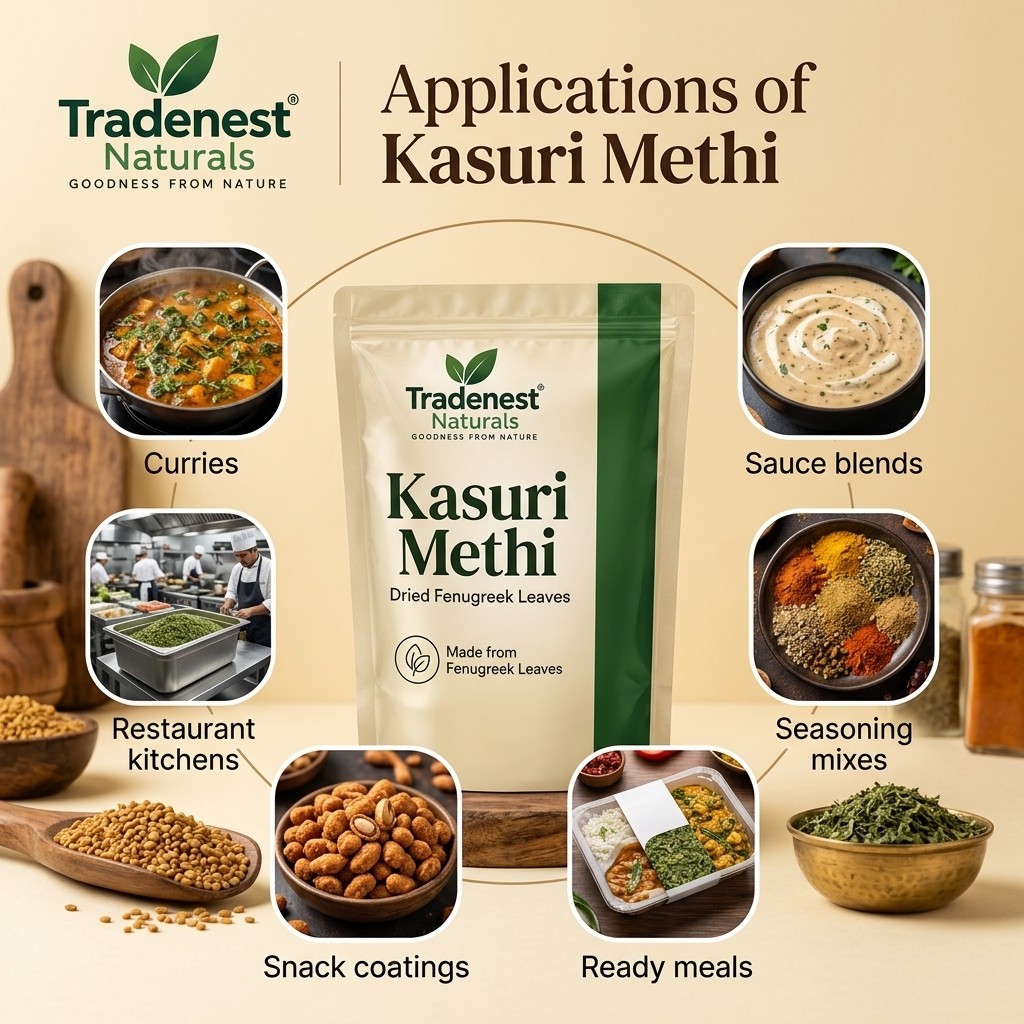 Tradenest®
Naturals
GOODNESS FROM NATURE
Applications of
Kasuri Methi
Curries
Sauce blends
Tradenest®
Naturals
GOODNESS FROM NATURE
Kasuri
Methi
Dried Fenugreek Leaves
Made from
Fenugreek Leaves
Restaurant
kitchens
Seasoning
mixes
Snack coatings
Ready meals